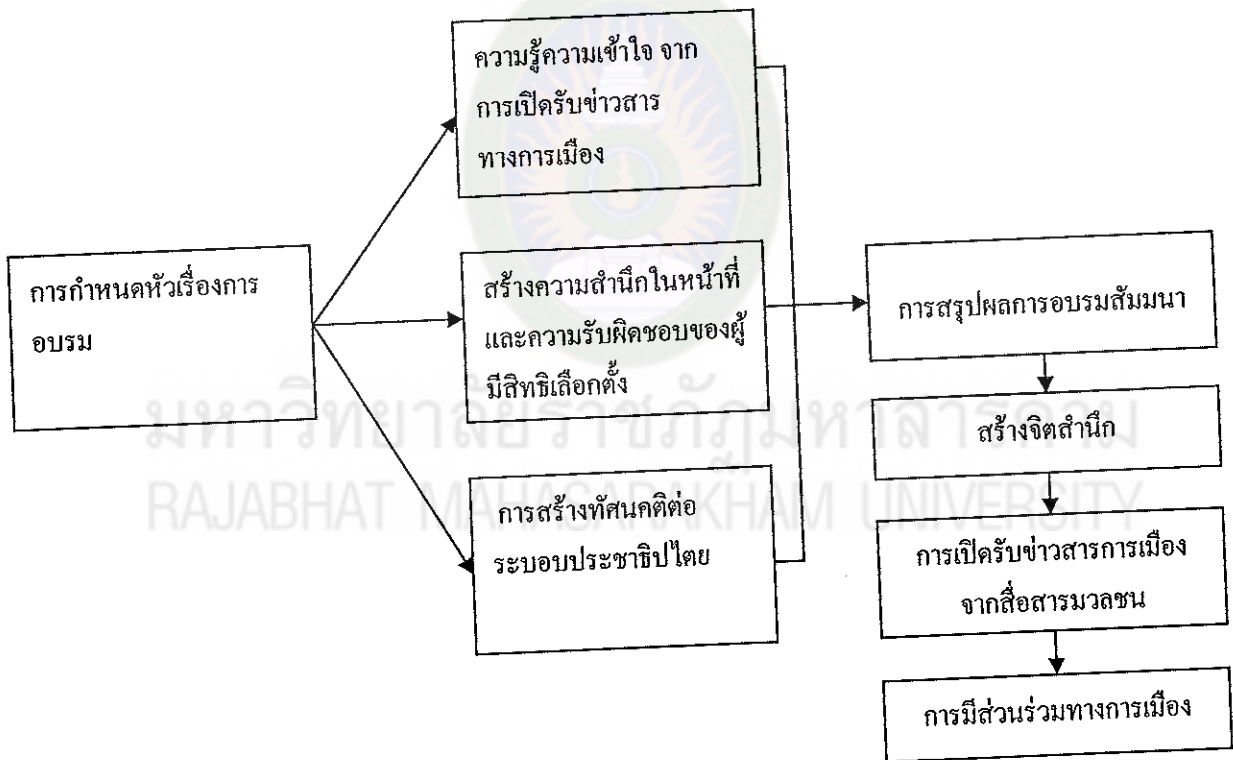 ความรู้ความเข้าใจ จาก
การเปิดรับข่าวสาร
ทางการเมือง
การกำหนดหัวเรื่องการ
อบรม
สร้างความสำนึกในหน้าที่
และความรับผิดชอบของผู้
มีสิทธิเลือกตั้ง
การสร้างทัศนคติต่อ
ระบอบประชาธิปไตย
การสรุปผลการอบรมสัมมนา
สร้างจิตสำนึก
การเปิดรับข่าวสารการเมือง
จากสื่อสารมวลชน
การมีส่วนร่วมทางการเมือง
มหาวิทยาลัยราชภัฏมหาสารคาม
RAJABHAT MAHASARAKHAM UNIVERSITY